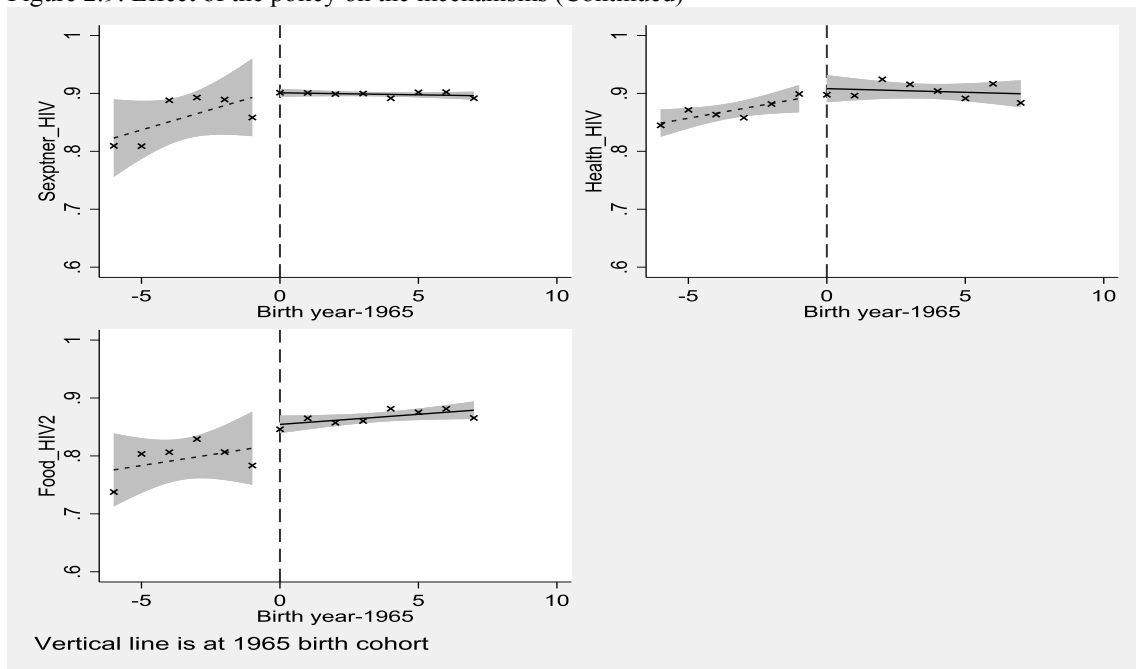 Figure 2.9: Effect of the policy on the mechanisms (Continued)
Sexptner_HIV
1
.9
.8
.7
.6
-5 0 5 10
Birth year-1965
Health_HIV
1
.9
.8
.7
.6
-5 0 5 10
Birth year-1965
Food_HIV2
1
.9
.8
.7
.6
-5 0 5 10
Birth year-1965
Vertical line is at 1965 birth cohort